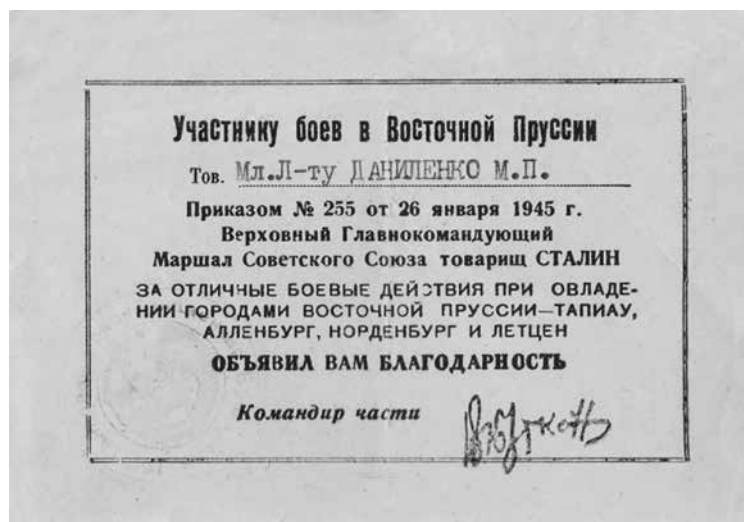 Участнику боев в Восточной Пруссии
Тов. Мл.Л-ту ДАНИЛЕНКО М.П.
Приказом № 255 от 26 января 1945 г.
Верховный Главнокомандующий
Маршал Советского Союза товарищ СТАЛИН
ЗА ОТЛИЧНЫЕ БОЕВЫЕ ДЕЙСТВИЯ ПРИ ОВЛАДЕ-
НИИ ГОРОДАМИ ВОСТОЧНОЙ ПРУССИИ—ТАПИАУ,
АЛЛЕНБУРГ, НОРДЕНБУРГ И ЛЕТЦЕН
ОБЪЯВИЛ ВАМ БЛАГОДАРНОСТЬ
Командир части